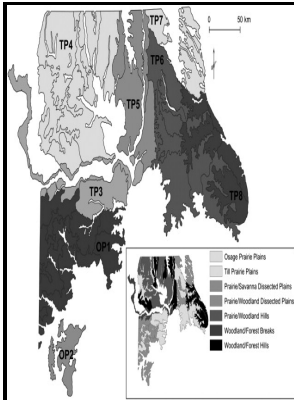 TP7
0 50 km
TP4
TP6
TP5
TP3
TP8
OP1
OP2
Osage Prairie Plains
Till Prairie Plains
Prairie/Savanna Dissected Plains
Prairie/Woodland Dissected Plains
Prairie/Woodland Hills
Woodland/Forest Breaks
Woodland/Forest Hills